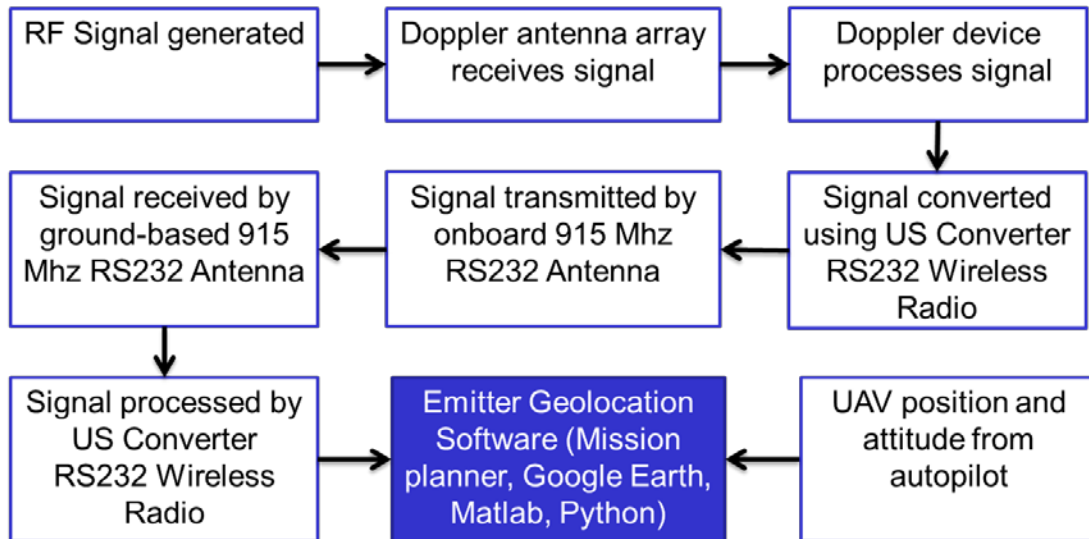 RF Signal generated
Doppler antenna array
receives signal
Doppler device
processes signal
Signal converted
using US Converter
RS232 Wireless
Radio
Signal transmitted by
onboard 915 Mhz
RS232 Antenna
Signal received by
ground-based 915
Mhz RS232 Antenna
Signal processed by
US Converter
RS232 Wireless
Radio
Emitter Geolocation
Software (Mission
planner, Google Earth,
Matlab, Python)
UAV position and
attitude from
autopilot